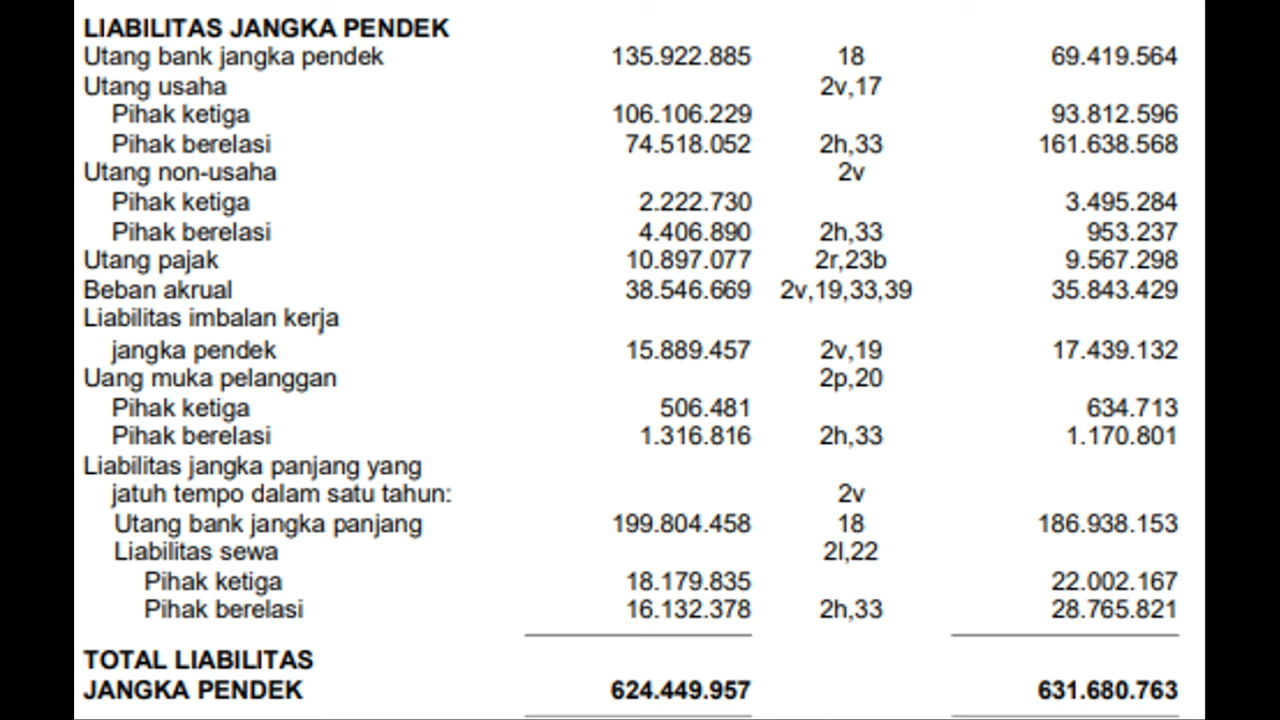 LIABILITAS JANGKA PENDEK
Utang bank jangka pendek 135.922.885 18 69.419.564
Utang usaha 2v,17
Pihak ketiga 106.106.229 93.812.596
Pihak berelasi 74.518.052 2h,33 161.638.568
Utang non-usaha 2v
Pihak ketiga 2.222.730 3.495.284
Pihak berelasi 4.406.890 2h,33 953.237
Utang pajak 10.897.077 2r,23b 9.567.298
Beban akrual 38.546.669 2v,19,33,39 35.843.429
Liabilitas imbalan kerja
jangka pendek 15.889.457 2v,19 17.439.132
Uang muka pelanggan 2p,20
Pihak ketiga 506.481 634.713
Pihak berelasi 1.316.816 2h,33 1.170.801
Liabilitas jangka panjang yang
jatuh tempo dalam satu tahun: 2v
Utang bank jangka panjang 199.804.458 18 186.938.153
Liabilitas sewa 2l,22
Pihak ketiga 18.179.835 22.002.167
Pihak berelasi 16.132.378 2h,33 28.765.821
TOTAL LIABILITAS
JANGKA PENDEK 624.449.957 631.680.763